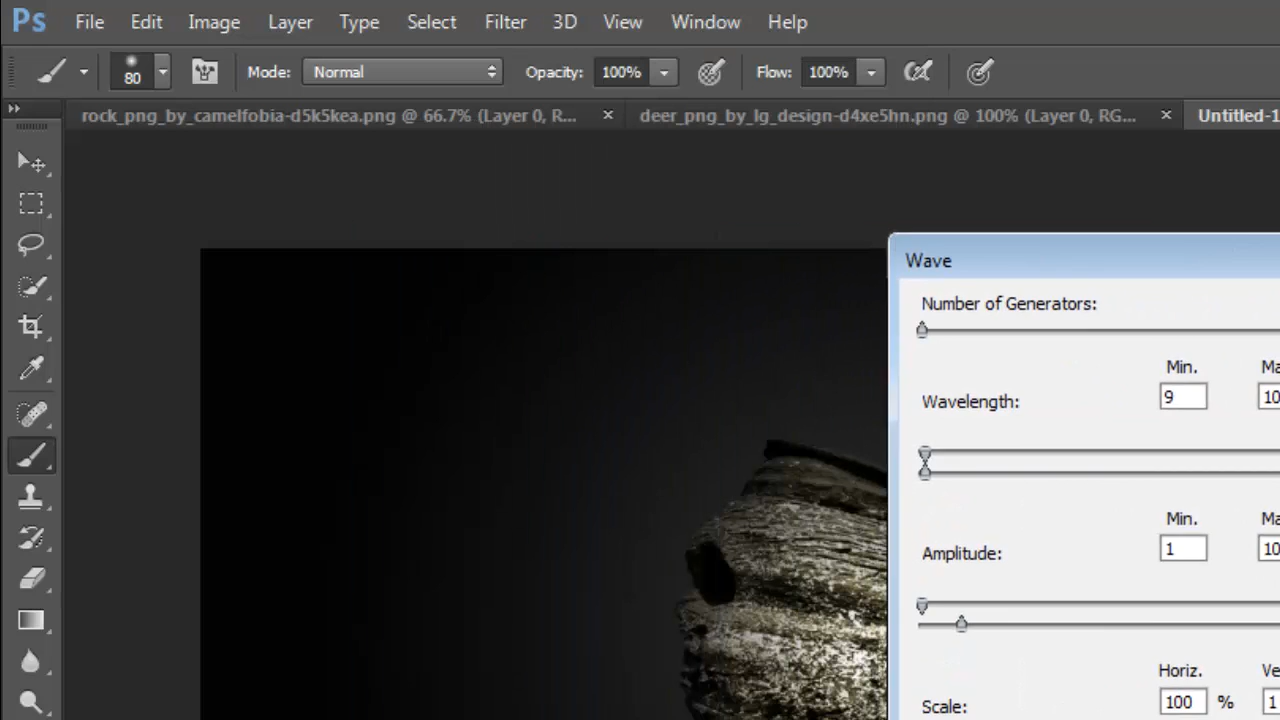 Ps File Edit Image Layer Type Select Filter 3D View Window Help
80 Mode: Normal Opacity: 100% Flow: 100%
rock_png_by_camelfobia-d5k5kea.png @ 66.7% (Layer 0, R... × deer_png_by_lg_design-d4xe5hn.png @ 100% (Layer 0, RG... × Untitled-1
Wave
Number of Generators:
Min. Ma
Wavelength: 9 10
Min. Ma
Amplitude: 1 10
Horiz. Ve
Scale: 100 % 1